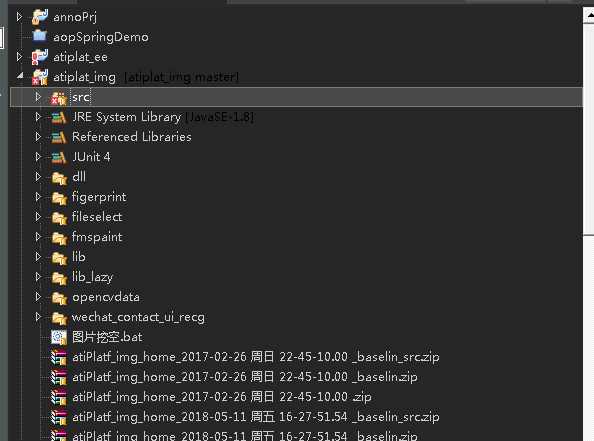 annoPrj
aopSpringDemo
atiplat_ee
atiplat_img [atiplat_img master]
src
JRE System Library [JavaSE-1.8]
Referenced Libraries
JUnit 4
dll
figerprint
fileselect
fmspaint
lib
lib_lazy
opencvdata
wechat_contact_ui_recg
图片挖空.bat
atiPlatf_img_home_2017-02-26 周日 22-45-10.00 _baselin_src.zip
atiPlatf_img_home_2017-02-26 周日 22-45-10.00 _baselin.zip
atiPlatf_img_home_2017-02-26 周日 22-45-10.00 .zip
atiPlatf_img_home_2018-05-11 周五 16-27-51.54 _baselin_src.zip
atiPlatf_img_home_2018-05-11 周五 16-27-51.54 _baselin.zip